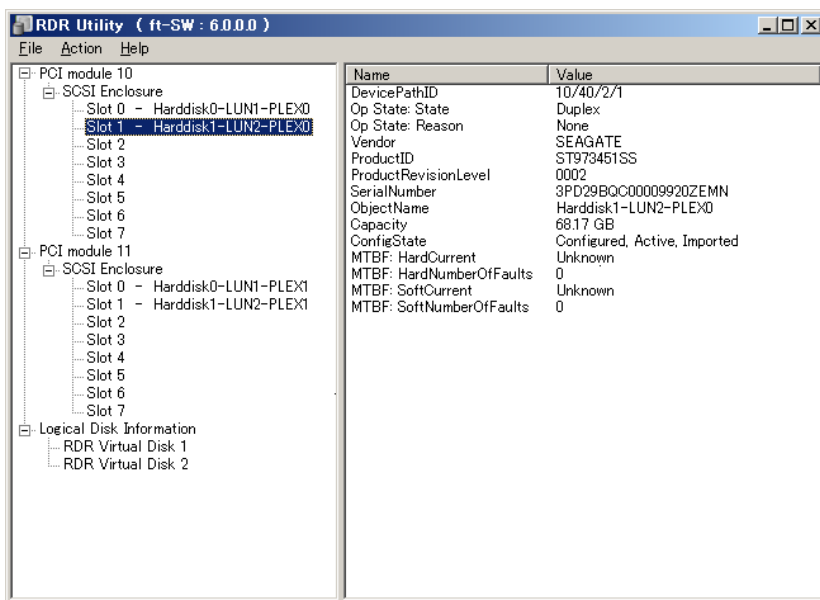 RDR Utility ( ft-SW : 6.0.0.0 )
File Action Help
PCI module 10
SCSI Enclosure
Slot 0 - Harddisk0-LUN1-PLEX0
Slot 1 - Harddisk1-LUN2-PLEX0
Slot 2
Slot 3
Slot 4
Slot 5
Slot 6
Slot 7
PCI module 11
SCSI Enclosure
Slot 0 - Harddisk0-LUN1-PLEX1
Slot 1 - Harddisk1-LUN2-PLEX1
Slot 2
Slot 3
Slot 4
Slot 5
Slot 6
Slot 7
Logical Disk Information
RDR Virtual Disk 1
RDR Virtual Disk 2
Name Value
DevicePathID 10/40/2/1
Op State: State Duplex
Op State: Reason None
Vendor SEAGATE
ProductID ST973451SS
ProductRevisionLevel 0002
SerialNumber 3PD29BQC00009920ZEMN
ObjectName Harddisk1-LUN2-PLEX0
Capacity 68.17 GB
ConfigState Configured, Active, Imported
MTBF: HardCurrent Unknown
MTBF: HardNumberOfFaults 0
MTBF: SoftCurrent Unknown
MTBF: SoftNumberOfFaults 0